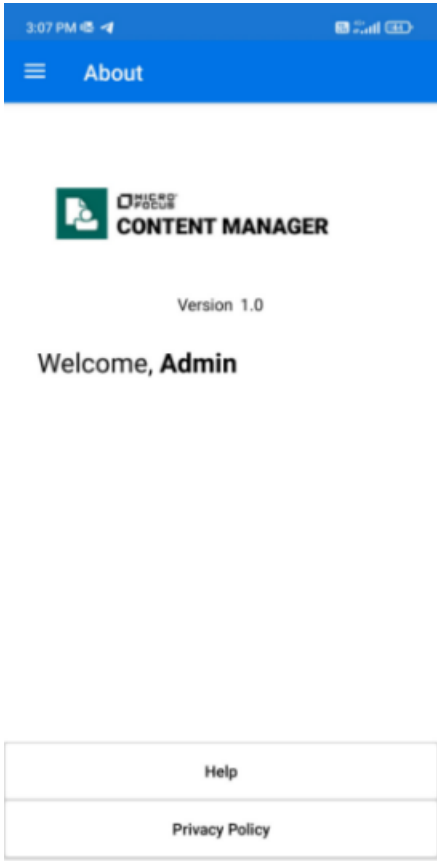 3:07 PM
About
MICRO
FOCUS
CONTENT MANAGER
Version 1.0
Welcome, Admin
Help
Privacy Policy